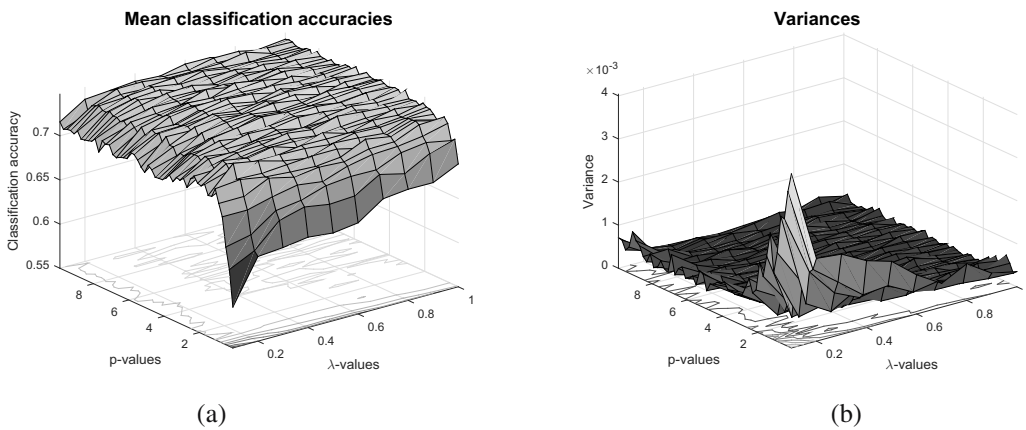 Mean classification accuracies
Classification accuracy
0.7
0.65
0.6
0.55
8
6
4
2
p-values
0.2
0.4
0.6
0.8
1
λ-values
(a)
Variances
×10⁻³
Variance
4
3
2
1
0
8
6
4
2
p-values
0.2
0.4
0.6
0.8
λ-values
(b)